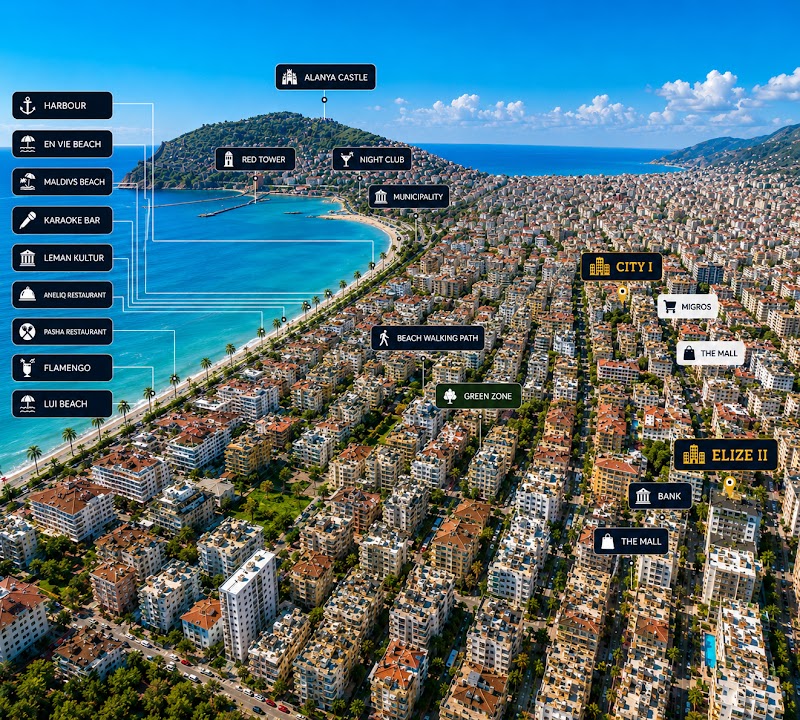 ALANYA CASTLE
HARBOUR
EN VIE BEACH
RED TOWER
NIGHT CLUB
MALDIVS BEACH
MUNICIPALITY
KARAOKE BAR
LEMAN KULTUR
CITY I
ANELIQ RESTAURANT
MIGROS
PASHA RESTAURANT
BEACH WALKING PATH
THE MALL
FLAMENGO
GREEN ZONE
LUI BEACH
ELIZE II
BANK
THE MALL